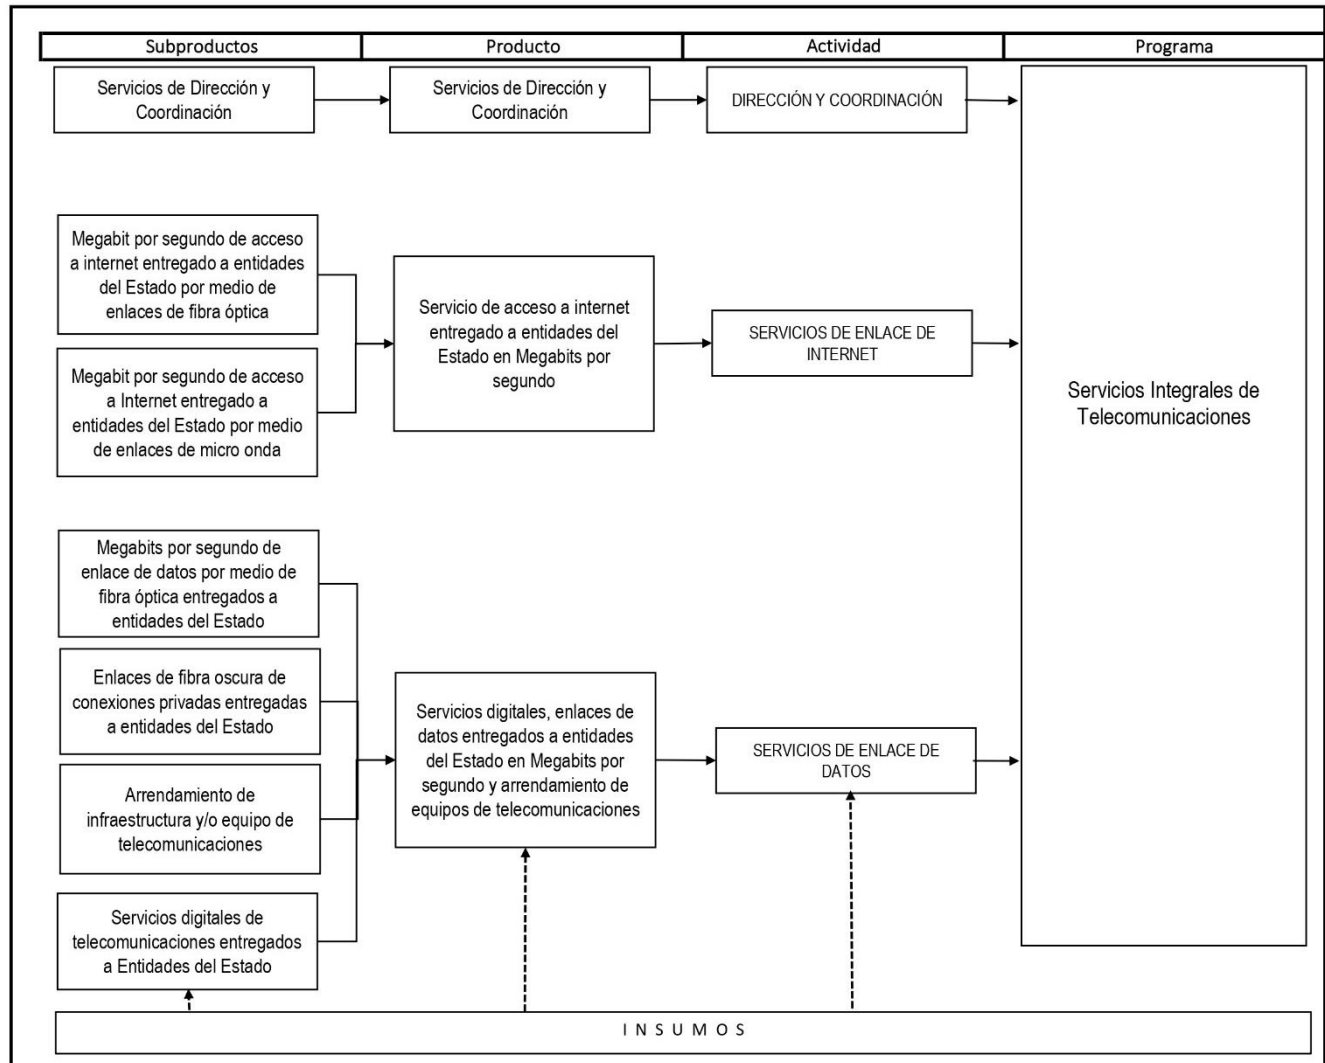 Subproductos
Producto
Actividad
Programa
Servicios de Dirección y
Coordinación
Servicios de Dirección y
Coordinación
DIRECCIÓN Y COORDINACIÓN
Megabit por segundo de acceso
a internet entregado a entidades
del Estado por medio de
enlaces de fibra óptica
Megabit por segundo de acceso
a Internet entregado a
entidades del Estado por medio
de enlaces de micro onda
Servicio de acceso a internet
entregado a entidades del
Estado en Megabits por
segundo
SERVICIOS DE ENLACE DE
INTERNET
Servicios Integrales de
Telecomunicaciones
Megabits por segundo de
enlace de datos por medio de
fibra óptica entregados a
entidades del Estado
Enlaces de fibra oscura de
conexiones privadas entregadas
a entidades del Estado
Arrendamiento de
infraestructura y/o equipo de
telecomunicaciones
Servicios digitales de
telecomunicaciones entregados
a Entidades del Estado
Servicios digitales, enlaces de
datos entregados a entidades
del Estado en Megabits por
segundo y arrendamiento de
equipos de telecomunicaciones
SERVICIOS DE ENLACE DE
DATOS
I N S U M O S